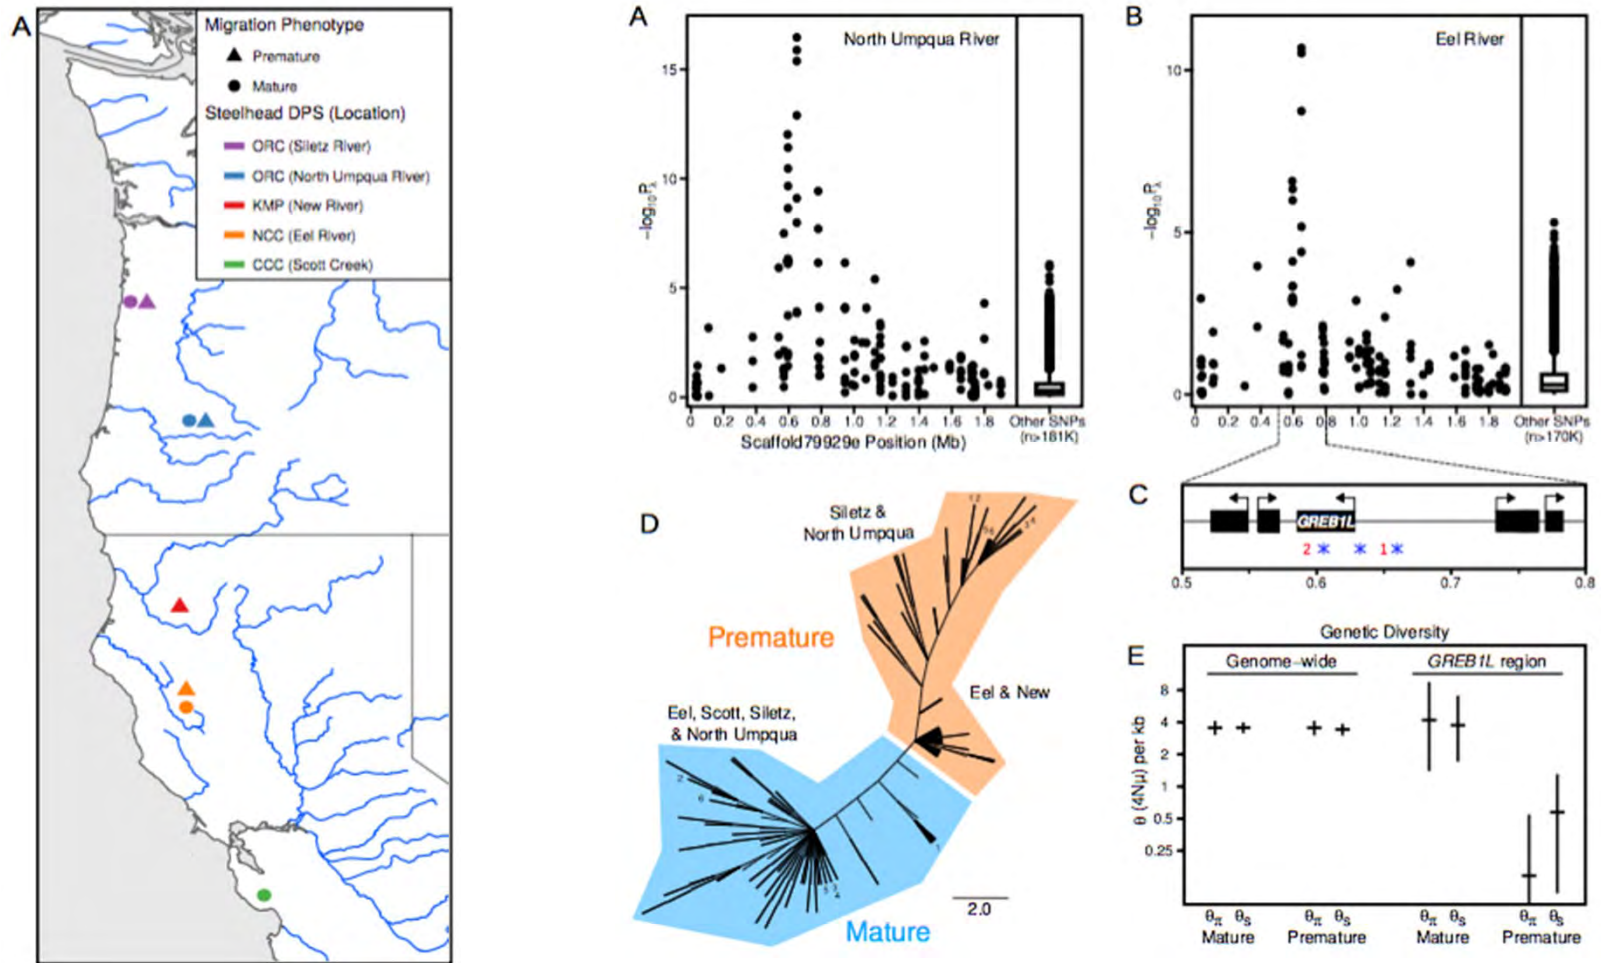 A
Migration Phenotype
Premature
Mature
Steelhead DPS (Location)
ORC (Siletz River)
ORC (North Umpqua River)
KMP (New River)
NCC (Eel River)
CCC (Scott Creek)
A
North Umpqua River
−log10Pλ
15
10
5
0
0 0.2 0.4 0.6 0.8 1.0 1.2 1.4 1.6 1.8
Scaffold79929e Position (Mb)
Other SNPs
(n>181K)
B
Eel River
−log10Pλ
10
5
0
0 0.2 0.4 0.6 0.8 1.0 1.2 1.4 1.6 1.8
Other SNPs
(n>170K)
C
GREB1L
2 * * 1 *
0.5 0.6 0.7 0.8
D
Siletz &
North Umpqua
Premature
Eel & New
Eel, Scott, Siletz,
& North Umpqua
2
6
Mature
2.0
E
Genetic Diversity
Genome−wide
GREB1L region
θ (4Nμ) per kb
8
4
2
1
0.5
0.25
θπ θS θπ θS θπ θS θπ θS
Mature Premature Mature Premature